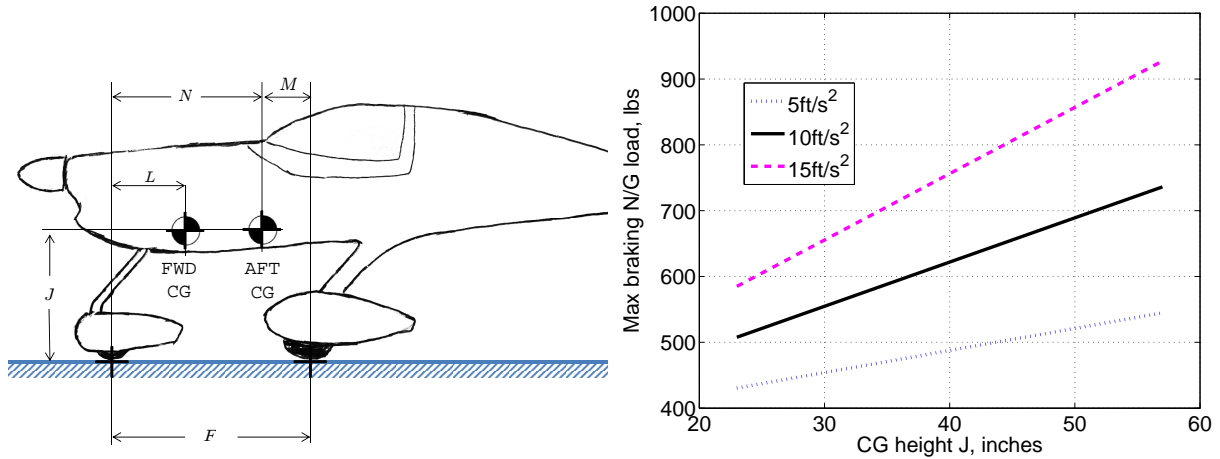 N
M
L
FWD
CG
AFT
CG
J
F
1000
900
800
700
600
500
400
Max braking N/G load, lbs
5ft/s²
10ft/s²
15ft/s²
20 30 40 50 60
CG height J, inches